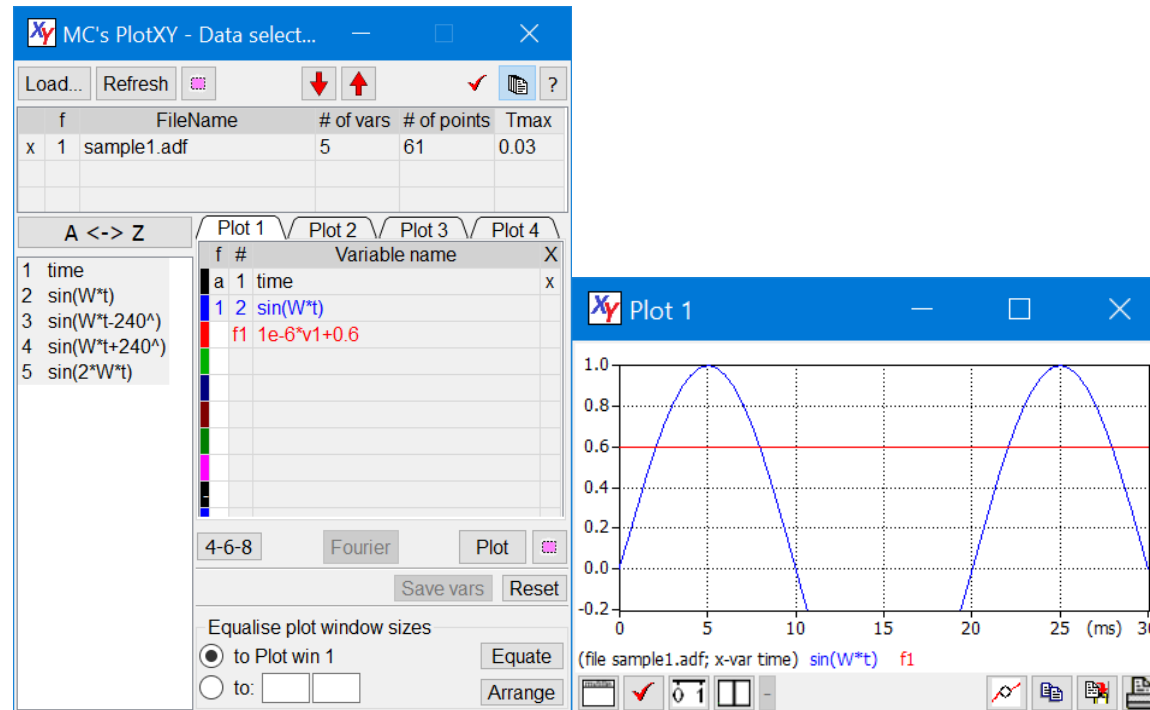 XY MC's PlotXY - Data select...
Load... Refresh ?
f FileName # of vars # of points Tmax
x 1 sample1.adf 5 61 0.03
A <-> Z
1 time
2 sin(W*t)
3 sin(W*t-240^)
4 sin(W*t+240^)
5 sin(2*W*t)
Plot 1 Plot 2 Plot 3 Plot 4
f # Variable name X
a 1 time x
1 2 sin(W*t)
f1 1e-6*v1+0.6
4-6-8 Fourier Plot
Save vars Reset
Equalise plot window sizes
to Plot win 1 Equate
to: Arrange
XY Plot 1
1.0
0.8
0.6
0.4
0.2
0.0
-0.2
0 5 10 15 20 25 (ms) 30
(file sample1.adf; x-var time) sin(W*t) f1
0 1